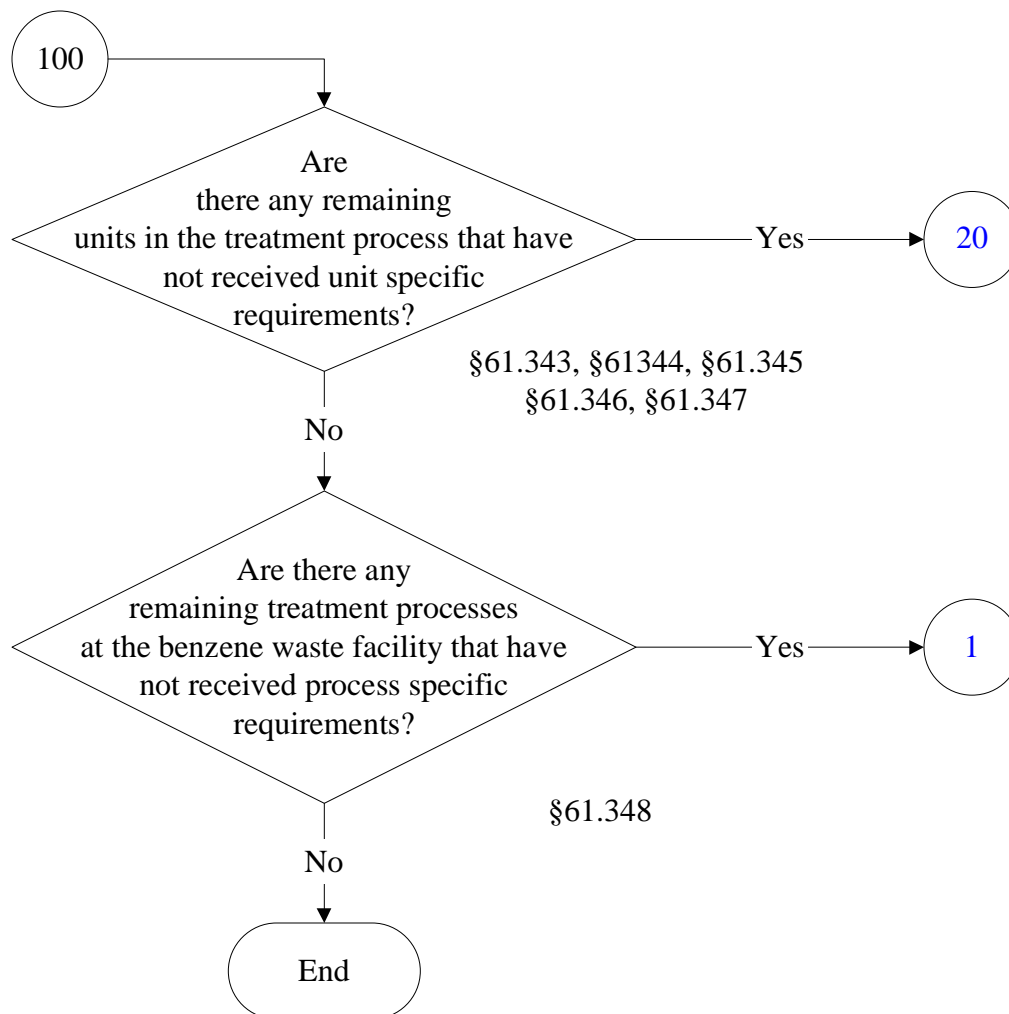 100
Are
there any remaining
units in the treatment process that have
not received unit specific
requirements?
Yes
20
§61.343, §61344, §61.345
§61.346, §61.347
No
Are there any
remaining treatment processes
at the benzene waste facility that have
not received process specific
requirements?
Yes
1
§61.348
No
End